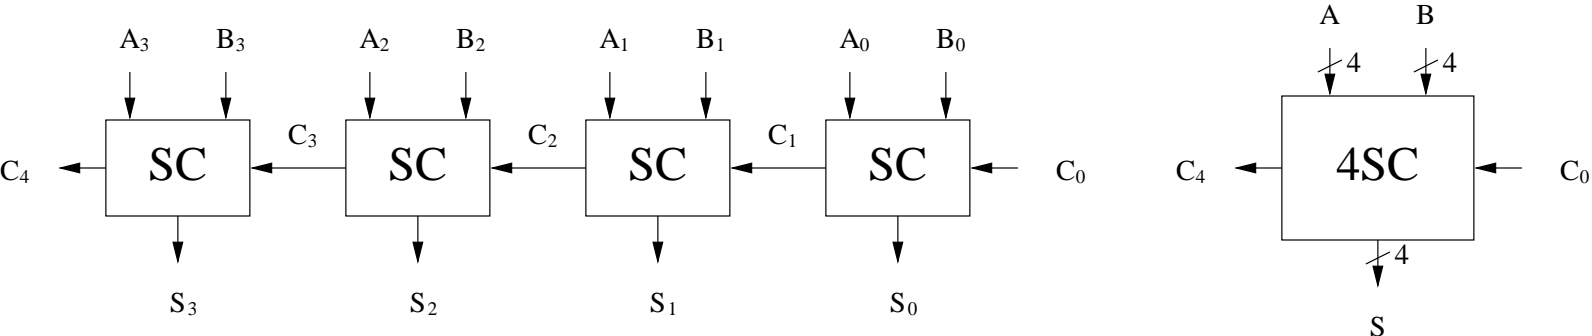 A B
A3 B3 A2 B2 A1 B1 A0 B0
4 4
C3 C2 C1
C4 SC SC SC SC C0 C4 4SC C0
4
S3 S2 S1 S0
S